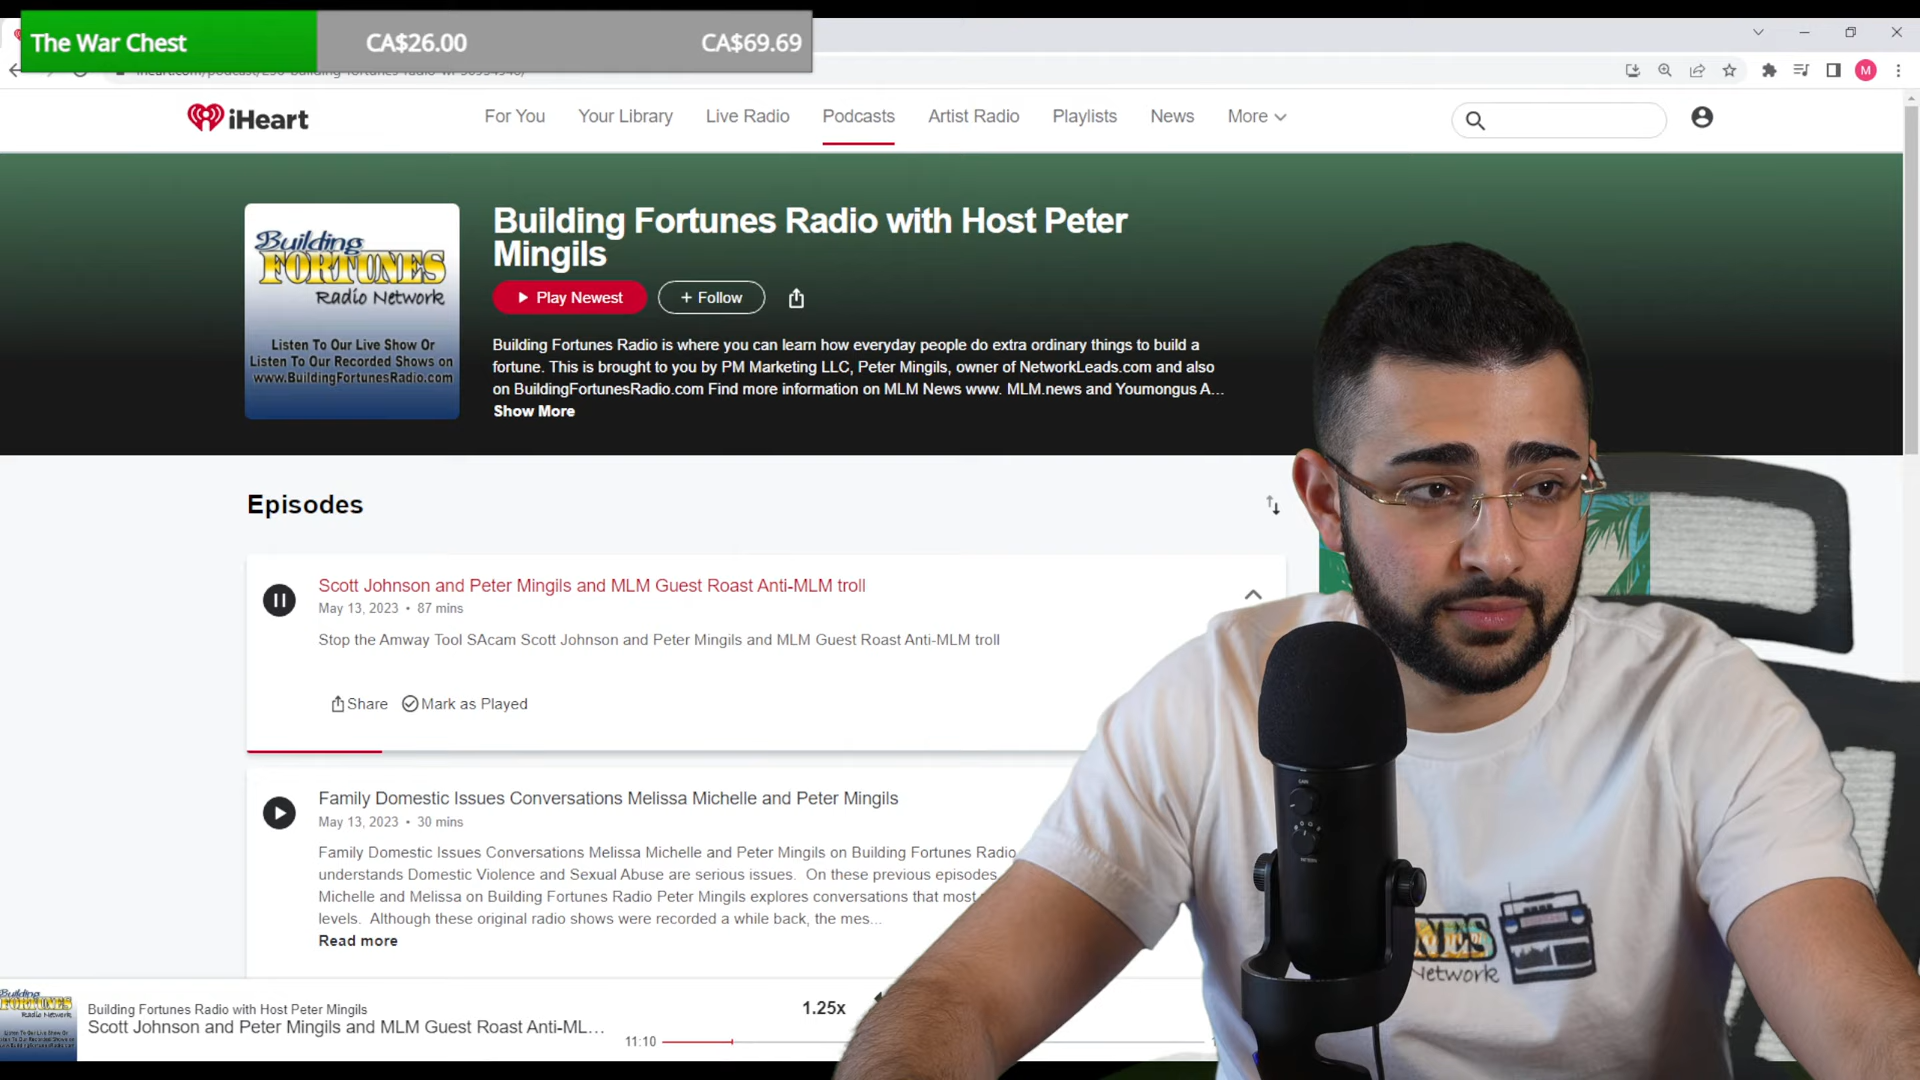 The War Chest CA$26.00 CA$69.69
iHeart For You Your Library Live Radio Podcasts Artist Radio Playlists News More
M
Building
FORTUNES
Radio Network
Listen To Our Live Show Or
Listen To Our Recorded Shows on
www.BuildingFortunesRadio.com
Building Fortunes Radio with Host Peter
Mingils
Play Newest + Follow
Building Fortunes Radio is where you can learn how everyday people do extra ordinary things to build a
fortune. This is brought to you by PM Marketing LLC, Peter Mingils, owner of NetworkLeads.com and also
on BuildingFortunesRadio.com Find more information on MLM News www. MLM.news and Youmongus A...
Show More
Episodes
Scott Johnson and Peter Mingils and MLM Guest Roast Anti-MLM troll
May 13, 2023 • 87 mins
Stop the Amway Tool SAcam Scott Johnson and Peter Mingils and MLM Guest Roast Anti-MLM troll
Share Mark as Played
Family Domestic Issues Conversations Melissa Michelle and Peter Mingils
May 13, 2023 • 30 mins
Family Domestic Issues Conversations Melissa Michelle and Peter Mingils on Building Fortunes Radio
understands Domestic Violence and Sexual Abuse are serious issues. On these previous episodes
Michelle and Melissa on Building Fortunes Radio Peter Mingils explores conversations that most
levels. Although these original radio shows were recorded a while back, the mes...
Read more
Building Fortunes Radio with Host Peter Mingils
Scott Johnson and Peter Mingils and MLM Guest Roast Anti-ML...
1.25x
11:10
Network